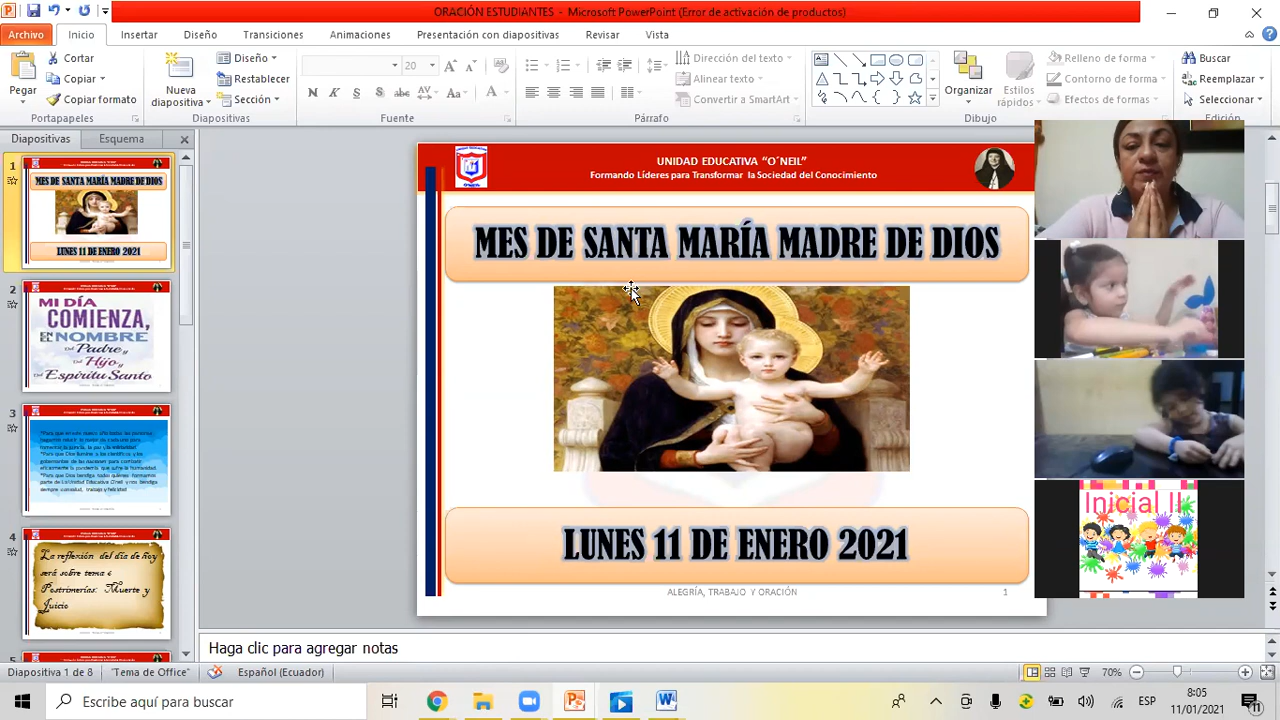 ORACIÓN ESTUDIANTES - Microsoft PowerPoint (Error de activación de productos)
Archivo Inicio Insertar Diseño Transiciones Animaciones Presentación con diapositivas Revisar Vista
Pegar
Cortar
Copiar
Copiar formato
Portapapeles
Nueva diapositiva
Diseño
Restablecer
Sección
Diapositivas
20
Fuente
Dirección del texto
Alinear texto
Convertir a SmartArt
Párrafo
Organizar
Estilos rápidos
Relleno de forma
Contorno de forma
Efectos de formas
Dibujo
Buscar
Reemplazar
Seleccionar
Edición
Diapositivas Esquema
1
MES DE SANTA MARÍA MADRE DE DIOS
LUNES 11 DE ENERO 2021
2
MI DÍA
COMIENZA,
EN EL NOMBRE
Del Padre y
Del Hijo y
Del Espíritu Santo
3
4
La reflexión del día de hoy
será sobre tema 6
Postrimerías: Muerte y
Juicio
5
UNIDAD EDUCATIVA "O´NEIL"
Formando Líderes para Transformar la Sociedad del Conocimiento
MES DE SANTA MARÍA MADRE DE DIOS
LUNES 11 DE ENERO 2021
ALEGRÍA, TRABAJO Y ORACIÓN 1
Inicial II
Haga clic para agregar notas
Diapositiva 1 de 8 "Tema de Office" Español (Ecuador) 70%
Escribe aquí para buscar
ESP
8:05
11/01/2021